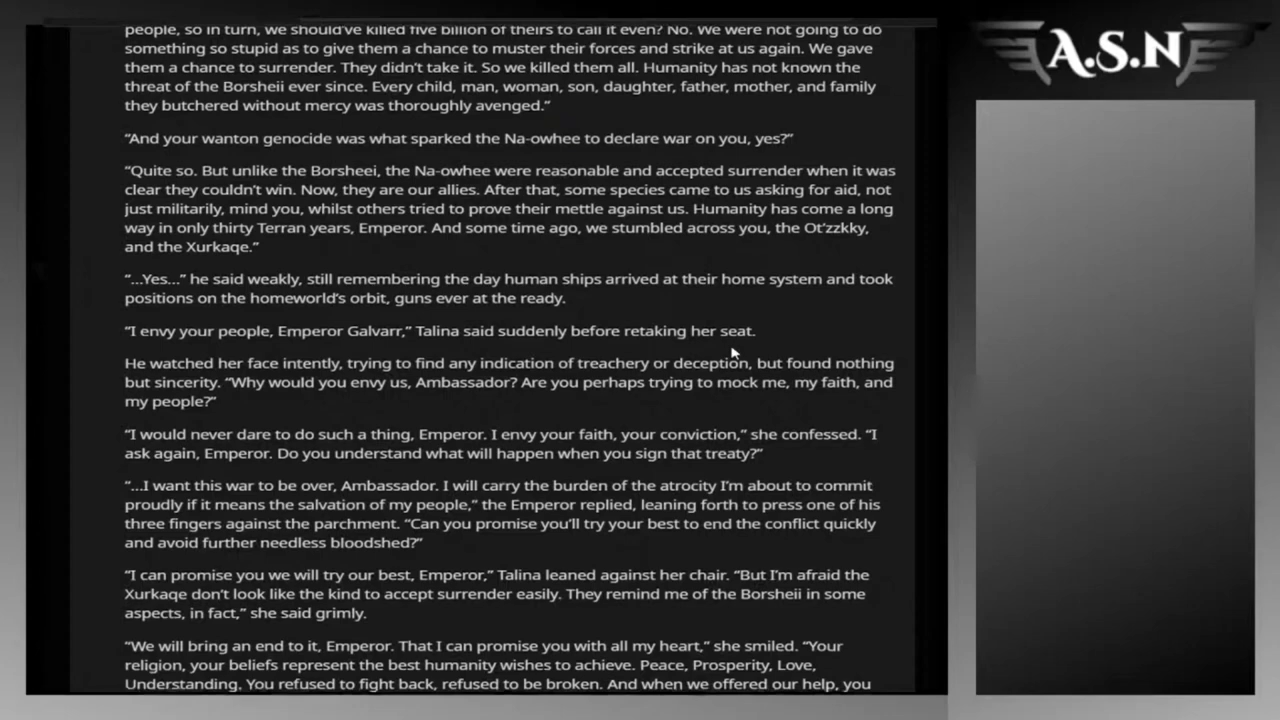 people, so in turn, we should've killed five billion of theirs to call it even? No. We were not going to do
something so stupid as to give them a chance to muster their forces and strike at us again. We gave
them a chance to surrender. They didn't take it. So we killed them all. Humanity has not known the
threat of the Borsheii ever since. Every child, man, woman, son, daughter, father, mother, and family
they butchered without mercy was thoroughly avenged.”
“And your wanton genocide was what sparked the Na-owhee to declare war on you, yes?”
“Quite so. But unlike the Borsheei, the Na-owhee were reasonable and accepted surrender when it was
clear they couldn't win. Now, they are our allies. After that, some species came to us asking for aid, not
just militarily, mind you, whilst others tried to prove their mettle against us. Humanity has come a long
way in only thirty Terran years, Emperor. And some time ago, we stumbled across you, the Ot'zzkky,
and the Xurkaqe.”
“...Yes...” he said weakly, still remembering the day human ships arrived at their home system and took
positions on the homeworld's orbit, guns ever at the ready.
“I envy your people, Emperor Galvarr,” Talina said suddenly before retaking her seat.
He watched her face intently, trying to find any indication of treachery or deception, but found nothing
but sincerity. “Why would you envy us, Ambassador? Are you perhaps trying to mock me, my faith, and
my people?”
“I would never dare to do such a thing, Emperor. I envy your faith, your conviction,” she confessed. “I
ask again, Emperor. Do you understand what will happen when you sign that treaty?”
“...I want this war to be over, Ambassador. I will carry the burden of the atrocity I'm about to commit
proudly if it means the salvation of my people,” the Emperor replied, leaning forth to press one of his
three fingers against the parchment. “Can you promise you'll try your best to end the conflict quickly
and avoid further needless bloodshed?”
“I can promise you we will try our best, Emperor,” Talina leaned against her chair. “But I'm afraid the
Xurkaqe don't look like the kind to accept surrender easily. They remind me of the Borsheii in some
aspects, in fact,” she said grimly.
“We will bring an end to it, Emperor. That I can promise you with all my heart,” she smiled. “Your
religion, your beliefs represent the best humanity wishes to achieve. Peace, Prosperity, Love,
Understanding. You refused to fight back, refused to be broken. And when we offered our help, you
A.S.N